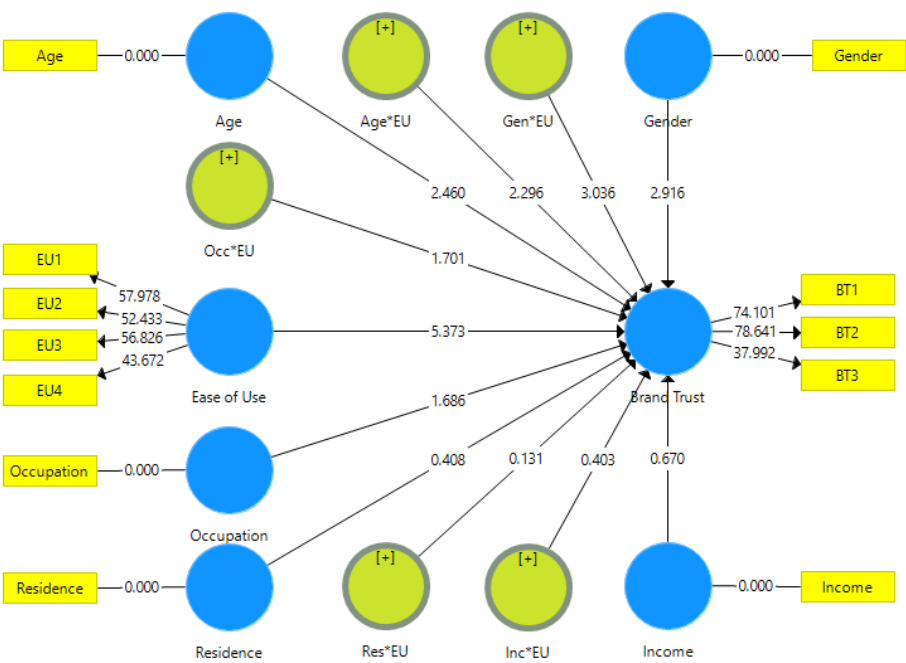 [+] [+]
Age 0.000 0.000 Gender
Age Age*EU Gen*EU Gender
[+]
2.460 2.296 3.036 2.916
Occ*EU
1.701
EU1
57.978
EU2
52.433
EU3
56.826
43.672
EU4
5.373
74.101
BT1
78.641
BT2
37.992
BT3
Ease of Use Brand Trust
1.686
0.408 0.131 0.403 0.670
Occupation 0.000
Occupation
[+] [+]
Residence 0.000 0.000 Income
Residence Res*EU Inc*EU Income